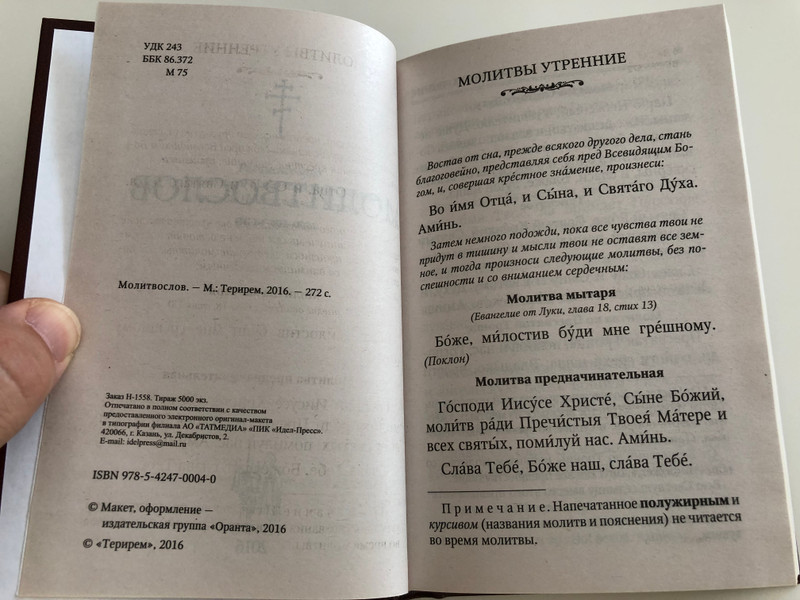 УДК 243
ББК 86.372
М 75
Молитвослов. – М.: Терирем, 2016. – 272 с.
Заказ Н-1558. Тираж 5000 экз.
Отпечатано в полном соответствии с качеством
предоставленного электронного оригинал-макета
в типографии филиала АО «ТАТМЕДИА» «ПИК «Идел-Пресс».
420066, г. Казань, ул. Декабристов, 2.
E-mail: idelpress@mail.ru
ISBN 978-5-4247-0004-0
© Макет, оформление –
издательская группа «Оранта», 2016
© «Терирем», 2016
МОЛИТВЫ УТРЕННИЕ
Востав от сна, прежде всякого другого дела, стань
благоговейно, представляя себя пред Всевидящим Бо-
гом, и, совершая кре́стное зна́мение, произнеси:
Во и́мя Отца́, и Сы́на, и Свята́го Ду́ха.
Ами́нь.
Затем немного подожди, пока все чувства твои не
придут в тишину и мысли твои не оставят все зем-
ное, и тогда произноси следующие молитвы, без по-
спешности и со вниманием сердечным:
Молитва мытаря
(Евангелие от Луки, глава 18, стих 13)
Бо́же, ми́лостив бу́ди мне гре́шному.
(Поклон)
Молитва предначинательная
Го́споди Иису́се Христе́, Сы́не Бо́жий,
моли́тв ра́ди Пречи́стыя Твоея́ Ма́тере и
всех святы́х, поми́луй нас. Ами́нь.
Сла́ва Тебе́, Бо́же наш, сла́ва Тебе́.
Примечание. Напечатанное полужирным и
курсивом (названия молитв и пояснения) не читается
во время молитвы.